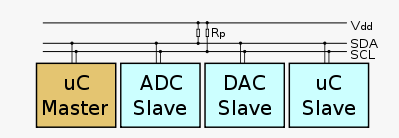 Vdd
Rp
SDA
SCL
uC
Master
ADC
Slave
DAC
Slave
uC
Slave